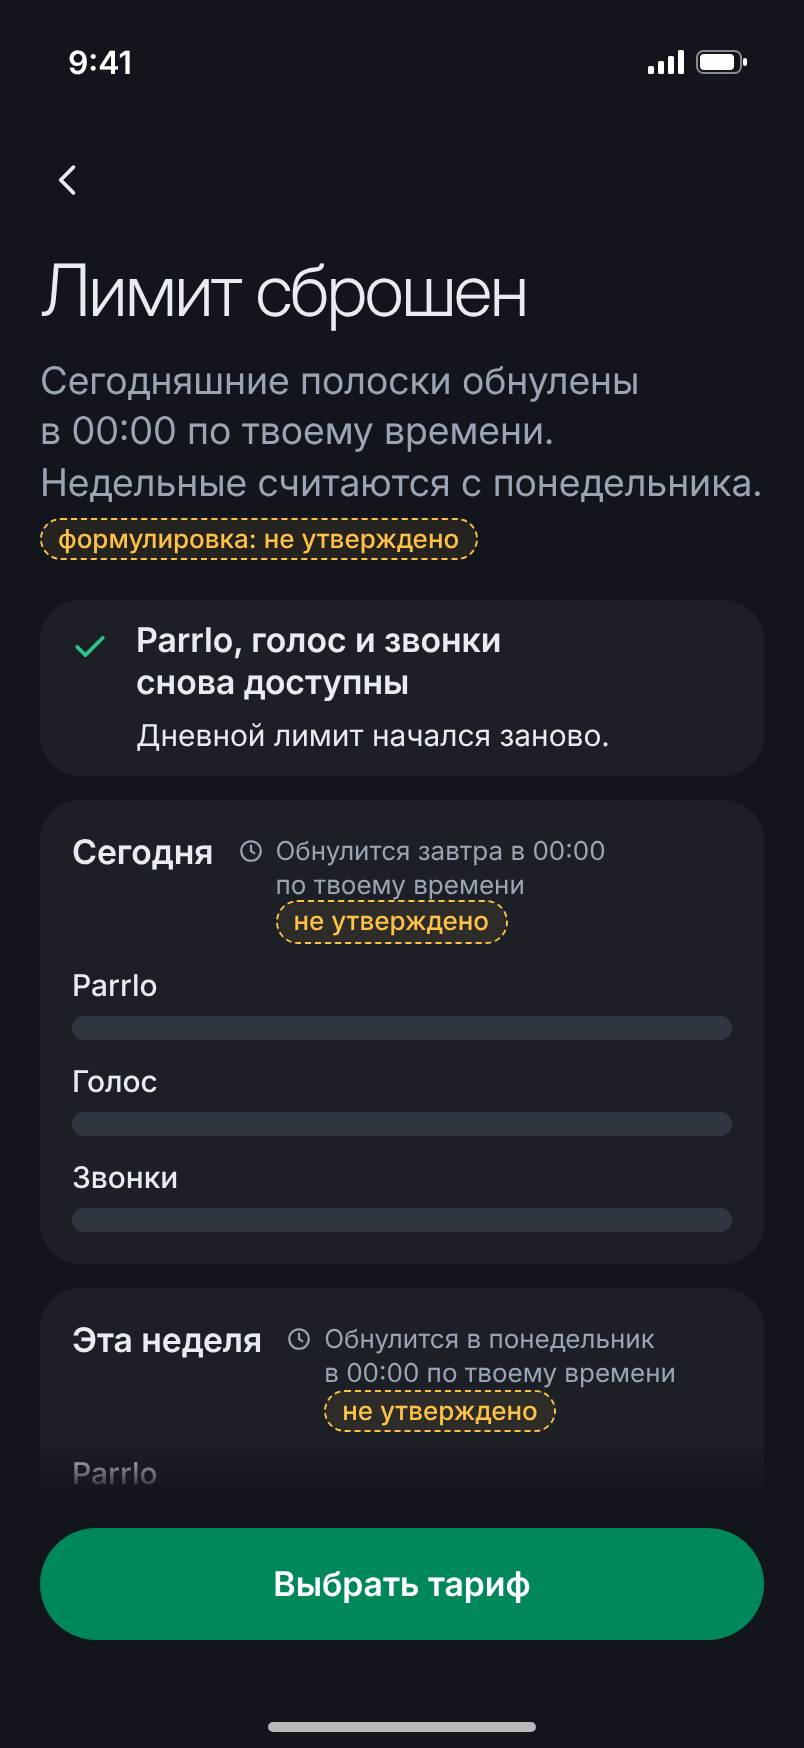 9:41
Лимит сброшен
Сегодняшние полоски обнулены
в 00:00 по твоему времени.
Недельные считаются с понедельника.
формулировка: не утверждено
Parrlo, голос и звонки
снова доступны
Дневной лимит начался заново.
Сегодня
Обнулится завтра в 00:00
по твоему времени
не утверждено
Parrlo
Голос
Звонки
Эта неделя
Обнулится в понедельник
в 00:00 по твоему времени
не утверждено
Parrlo
Выбрать тариф